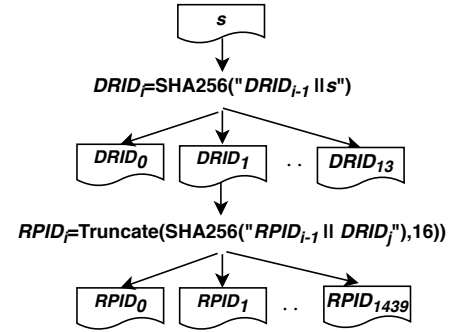 s
DRIDᵢ=SHA256("DRIDᵢ₋₁ ||s")
DRID₀ DRID₁ . . DRID₁₃
RPIDᵢ=Truncate(SHA256("RPIDᵢ₋₁ || DRIDⱼ"),16))
RPID₀ RPID₁ . . RPID₁₄₃₉